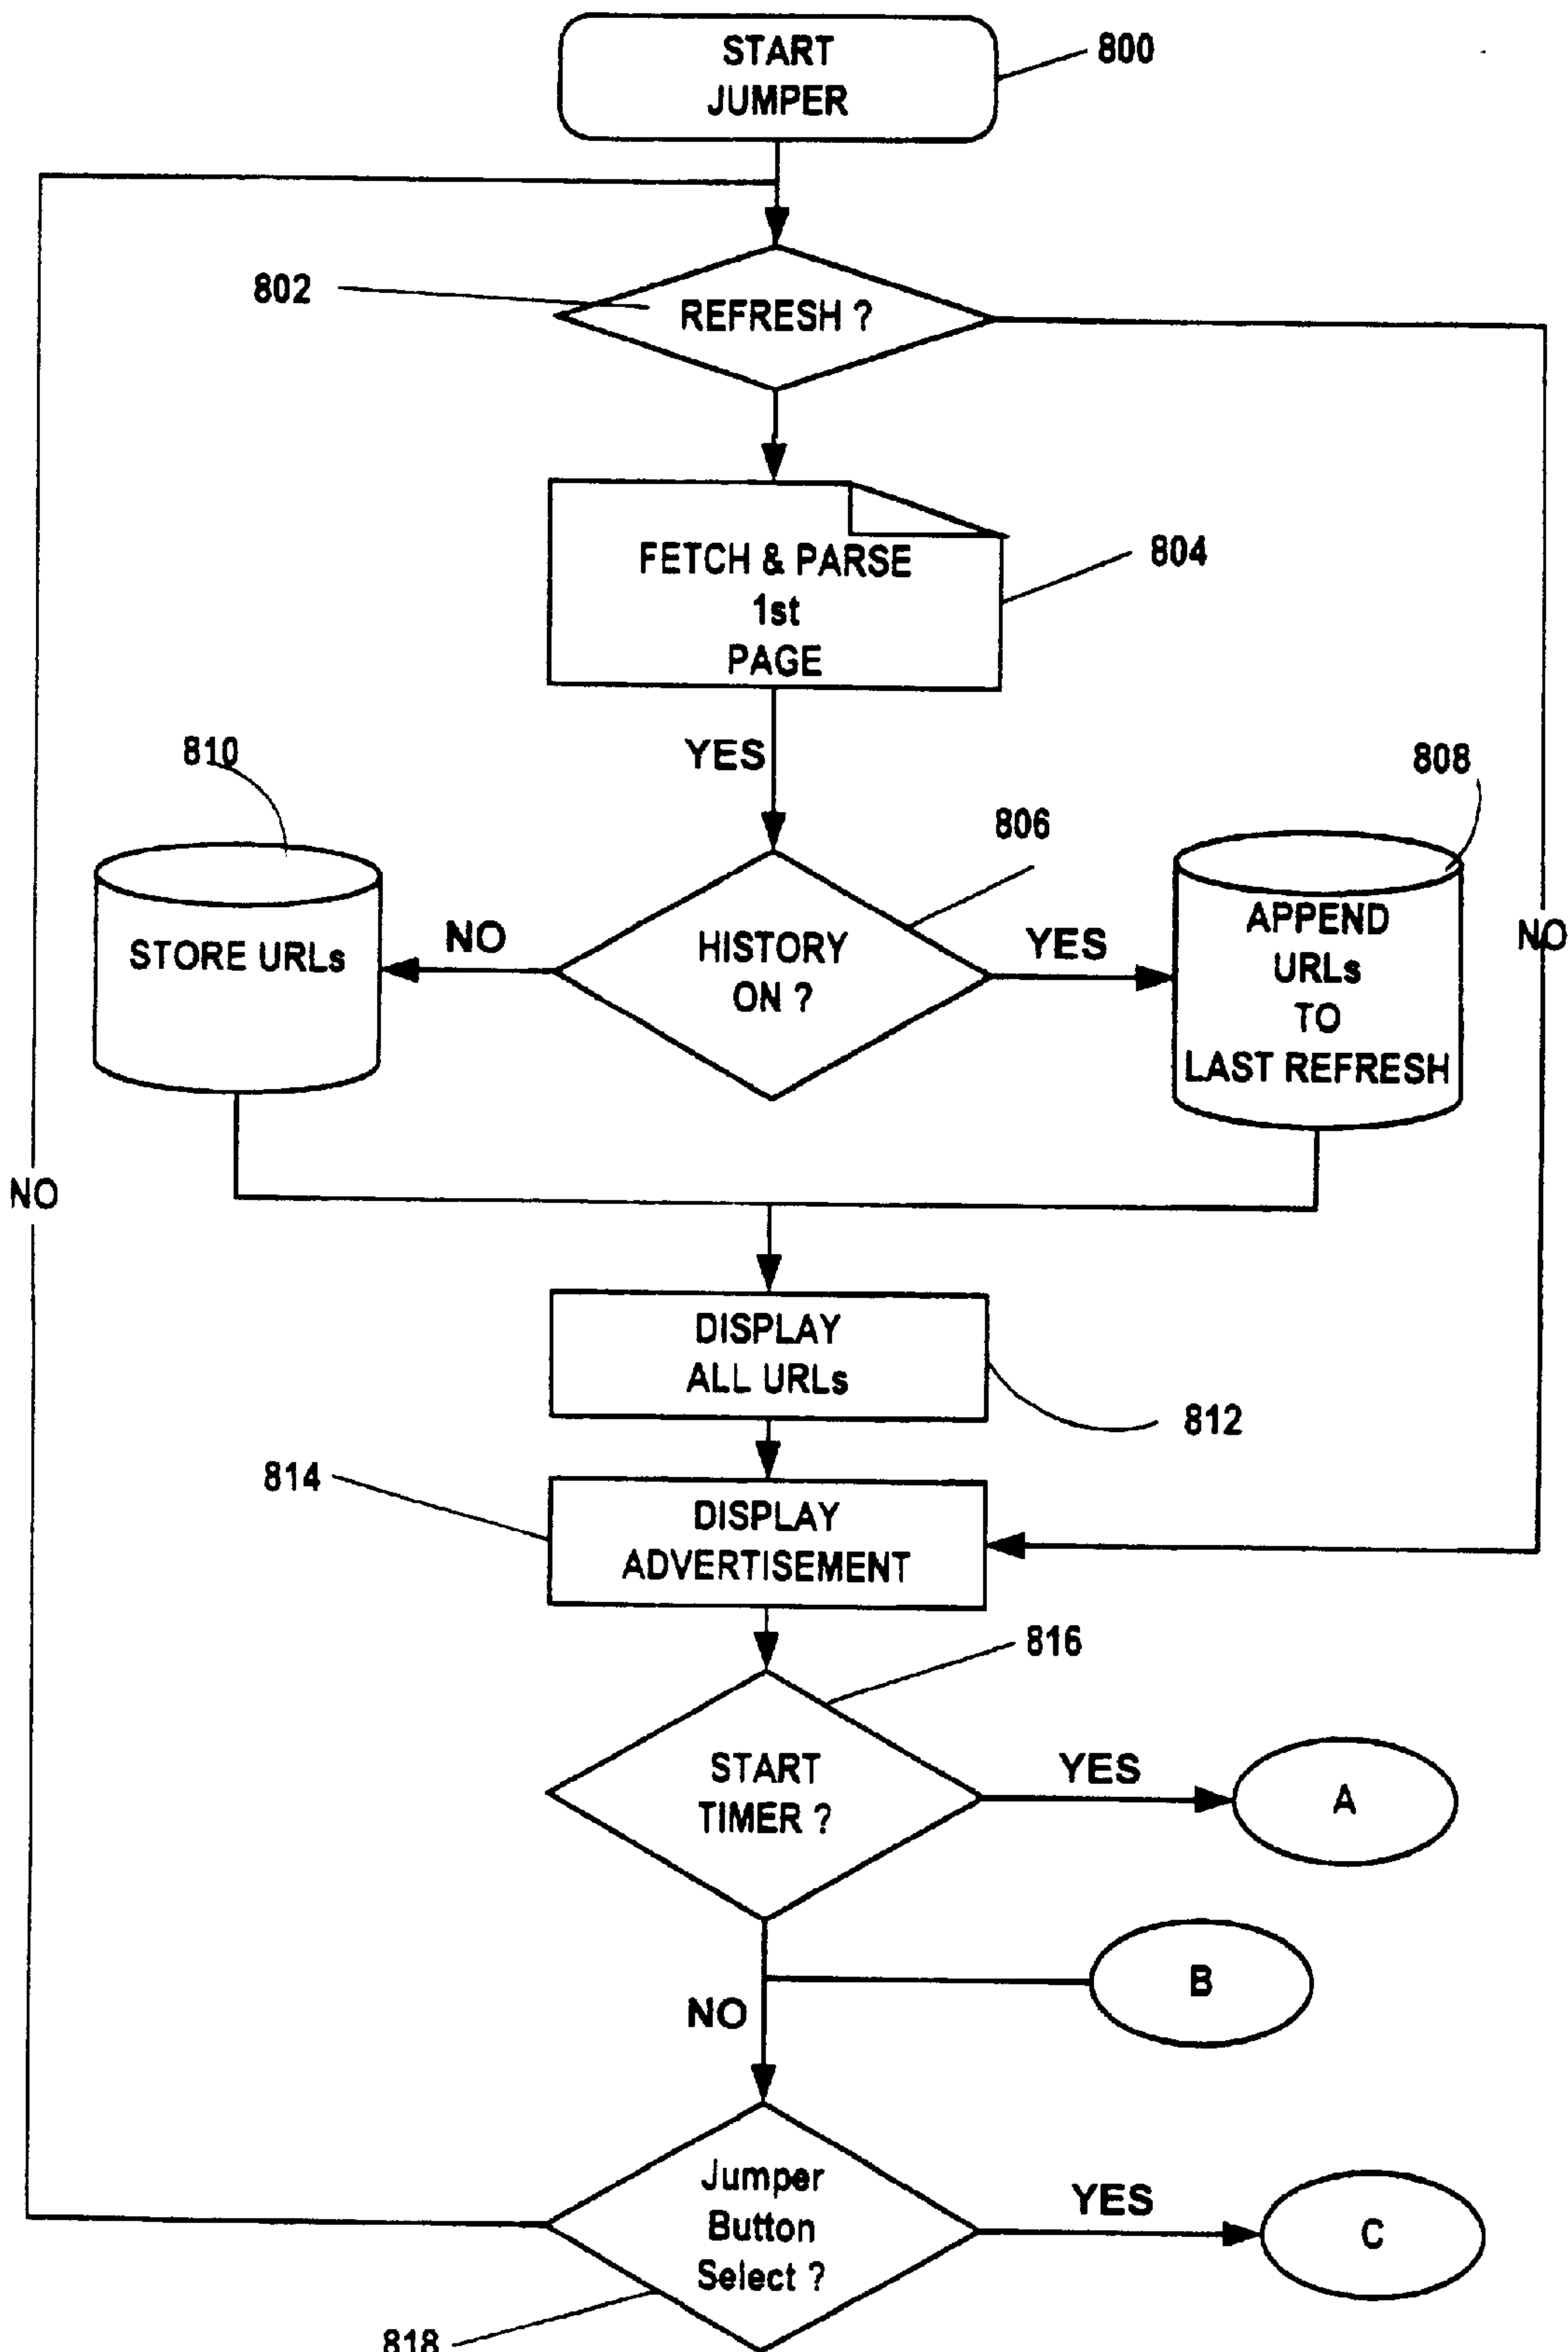 START
JUMPER
800
802
REFRESH ?
FETCH & PARSE
1st
PAGE
804
YES
810
808
806
STORE URLs
NO
HISTORY
ON ?
YES
APPEND
URLs
TO
LAST REFRESH
NO
NO
DISPLAY
ALL URLs
812
814
DISPLAY
ADVERTISEMENT
816
START
TIMER ?
YES
A
B
NO
Jumper
Button
Select ?
YES
C
818